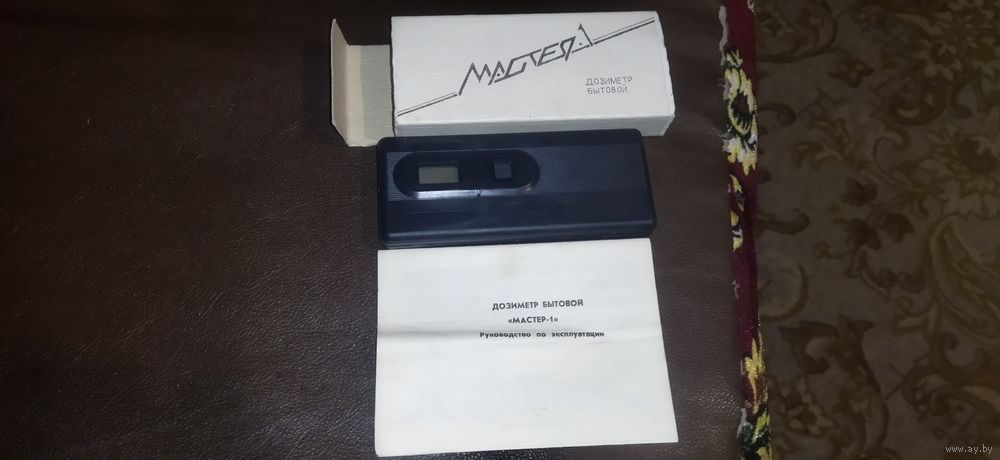 МАСТЕР-1
ДОЗИМЕТР
БЫТОВОЙ
ДОЗИМЕТР БЫТОВОЙ
«МАСТЕР-1»
Руководство по эксплуатации
www.ay.by